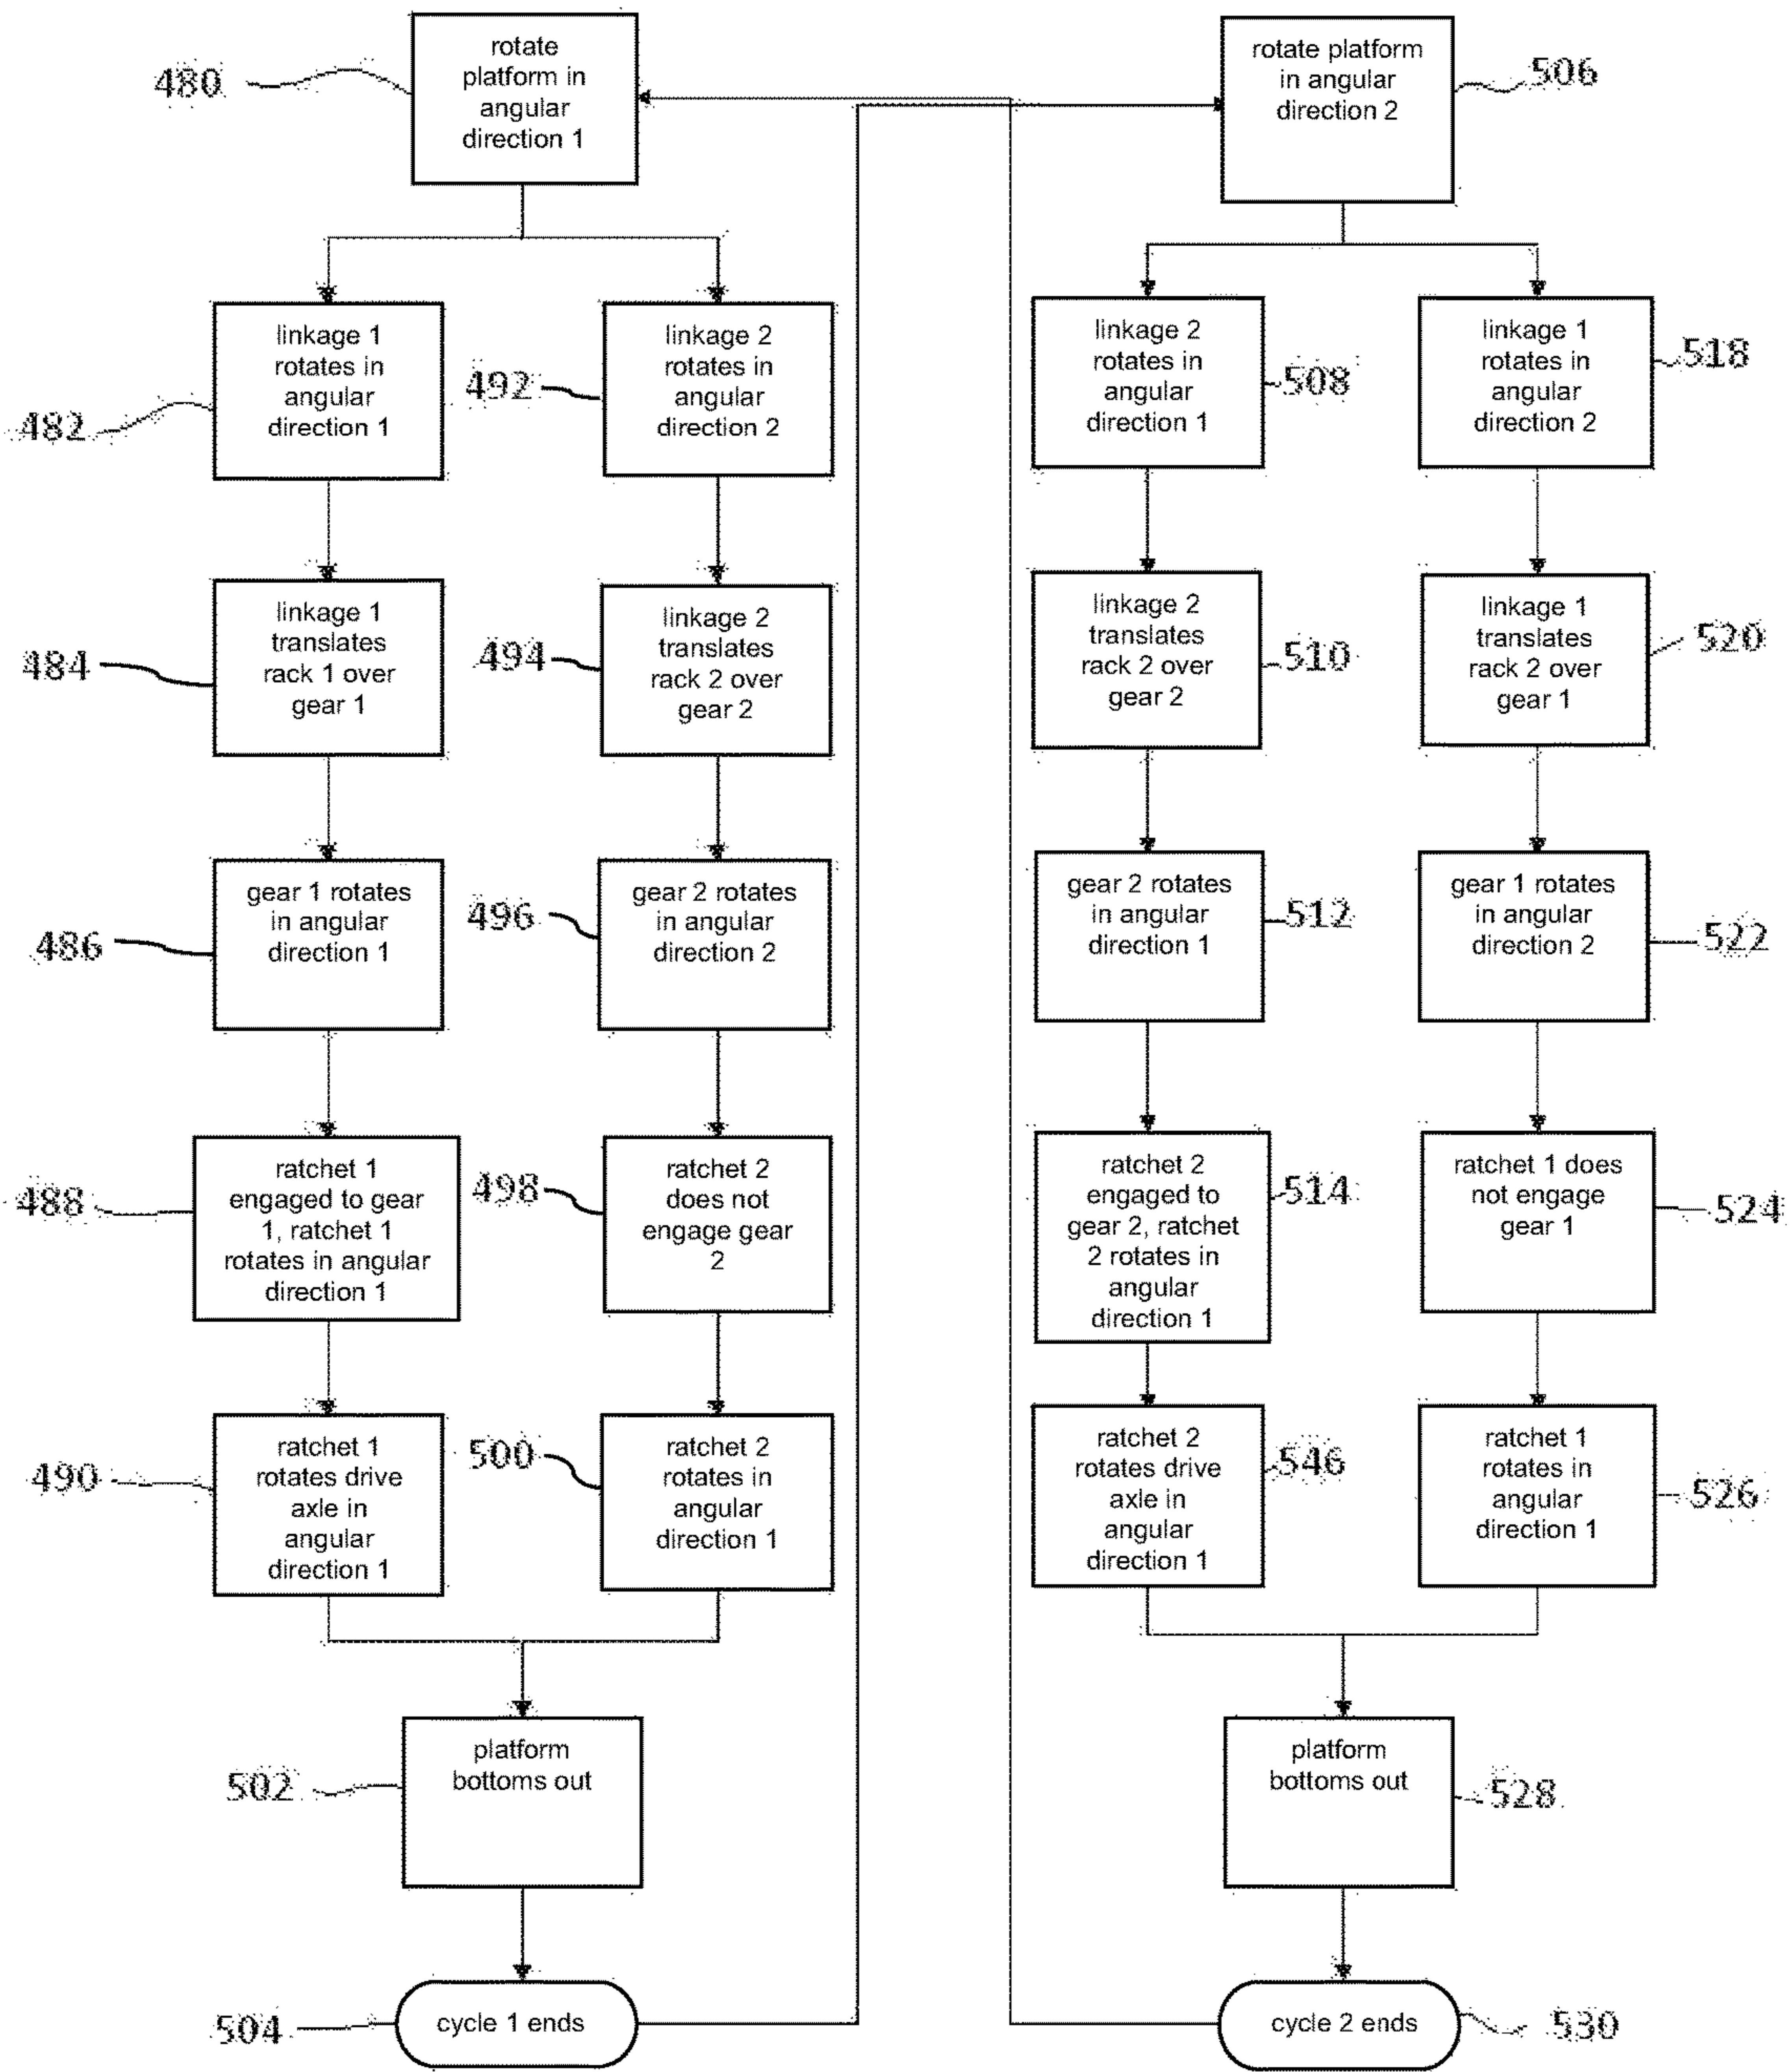 480
rotate
platform in
angular
direction 1
rotate platform
in angular
direction 2
506
482
linkage 1
rotates in
angular
direction 1
492
linkage 2
rotates in
angular
direction 2
linkage 2
rotates in
angular
direction 1
508
linkage 1
rotates in
angular
direction 2
518
484
linkage 1
translates
rack 1 over
gear 1
494
linkage 2
translates
rack 2 over
gear 2
linkage 2
translates
rack 2 over
gear 2
510
linkage 1
translates
rack 2 over
gear 1
520
486
gear 1 rotates
in angular
direction 1
496
gear 2 rotates
in angular
direction 2
gear 2 rotates
in angular
direction 1
512
gear 1 rotates
in angular
direction 2
522
488
ratchet 1
engaged to gear
1, ratchet 1
rotates in angular
direction 1
498
ratchet 2
does not
engage gear
2
ratchet 2
engaged to
gear 2, ratchet
2 rotates in
angular
direction 1
514
ratchet 1 does
not engage
gear 1
524
490
ratchet 1
rotates drive
axle in
angular
direction 1
500
ratchet 2
rotates in
angular
direction 1
ratchet 2
rotates drive
axle in
angular
direction 1
546
ratchet 1
rotates in
angular
direction 1
526
502
platform
bottoms out
platform
bottoms out
528
504
cycle 1 ends
cycle 2 ends
530